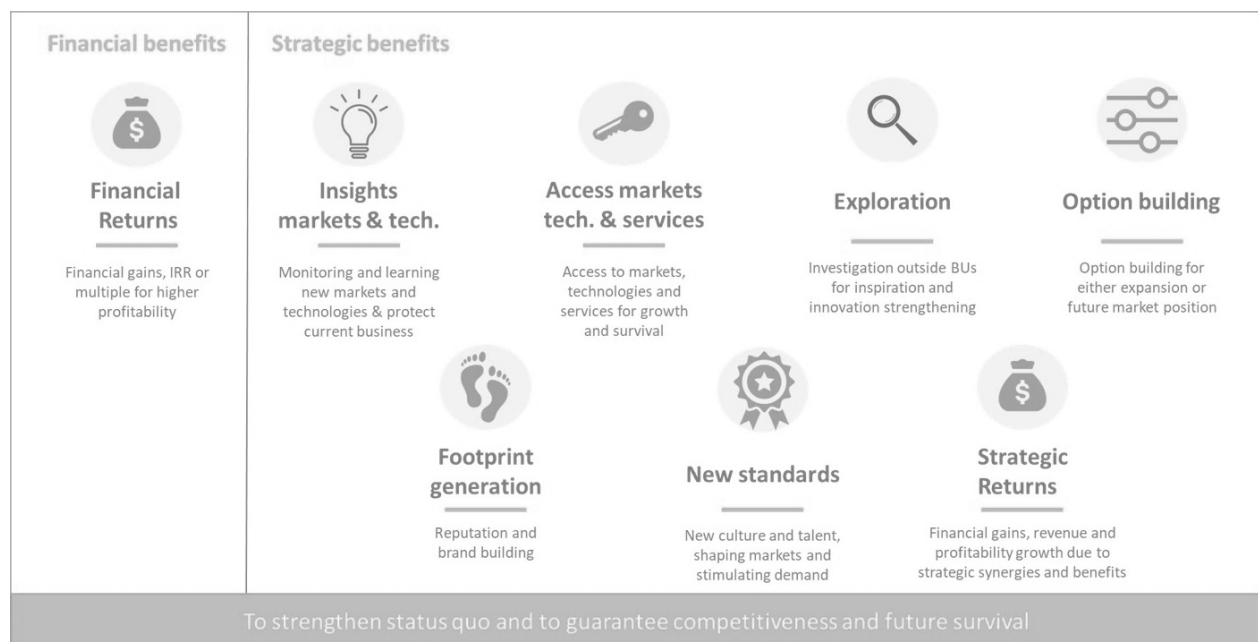 Financial benefits
Strategic benefits
$
Financial
Returns
Financial gains, IRR or
multiple for higher
profitability
Insights
markets & tech.
Monitoring and learning
new markets and
technologies & protect
current business
Access markets
tech. & services
Access to markets,
technologies and
services for growth
and survival
Exploration
Investigation outside BUs
for inspiration and
innovation strengthening
Option building
Option building for
either expansion or
future market position
Footprint
generation
Reputation and
brand building
New standards
New culture and talent,
shaping markets and
stimulating demand
$
Strategic
Returns
Financial gains, revenue and
profitability growth due to
strategic synergies and benefits
To strengthen status quo and to guarantee competitiveness and future survival